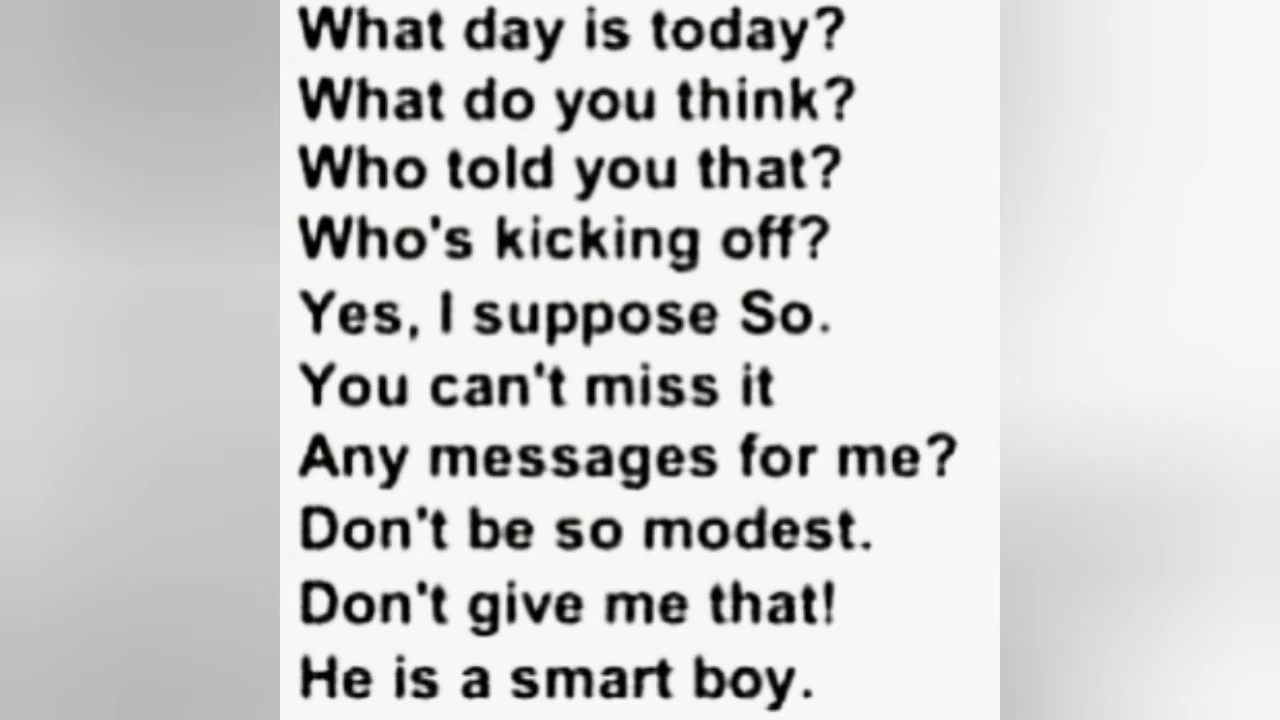 What day is today?
What do you think?
Who told you that?
Who's kicking off?
Yes, I suppose So.
You can't miss it
Any messages for me?
Don't be so modest.
Don't give me that!
He is a smart boy.